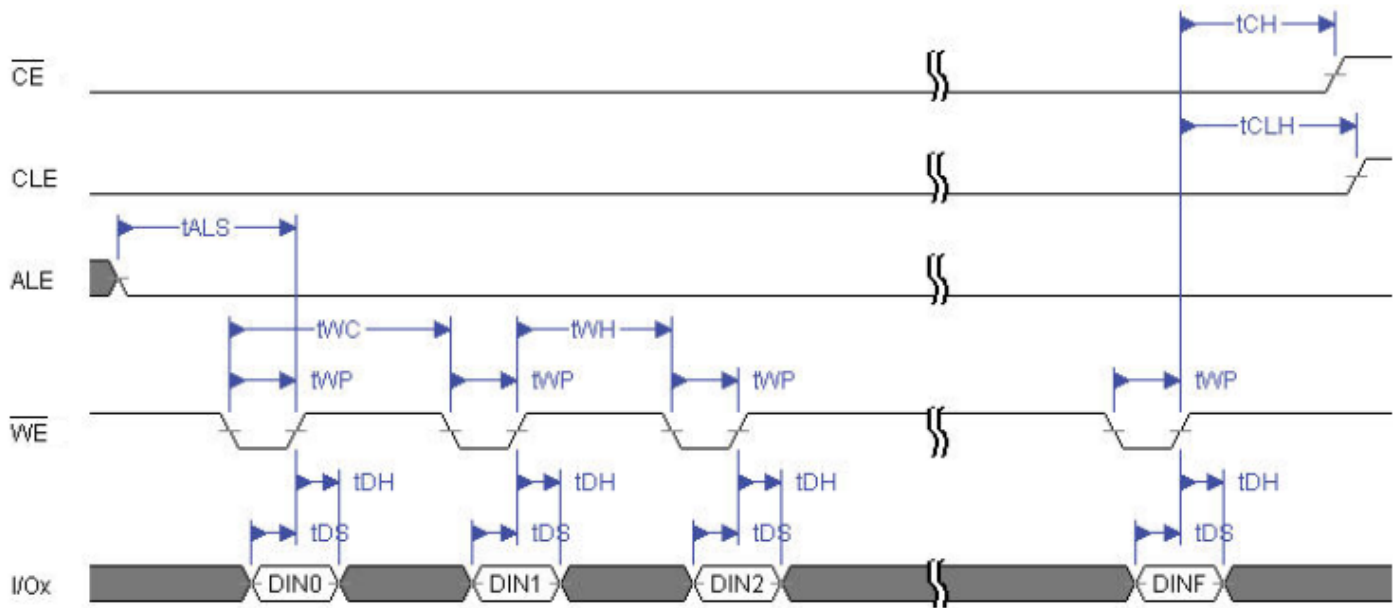 tCH
CE
tCLH
CLE
tALS
ALE
tWC tWH
tWP tWP tWP tWP
WE
tDH tDH tDH tDH
tDS tDS tDS tDS
I/Ox DIN0 DIN1 DIN2 DINF